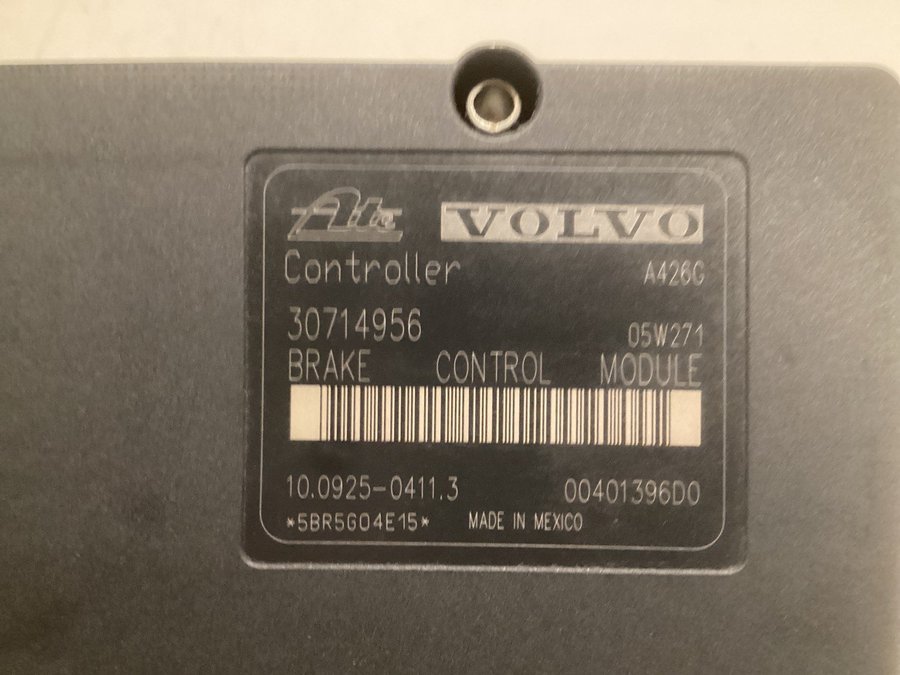 Ate VOLVO
Controller A426G
30714956 05W271
BRAKE CONTROL MODULE
10.0925-0411.3 00401396D0
*5BR5G04E15* MADE IN MEXICO